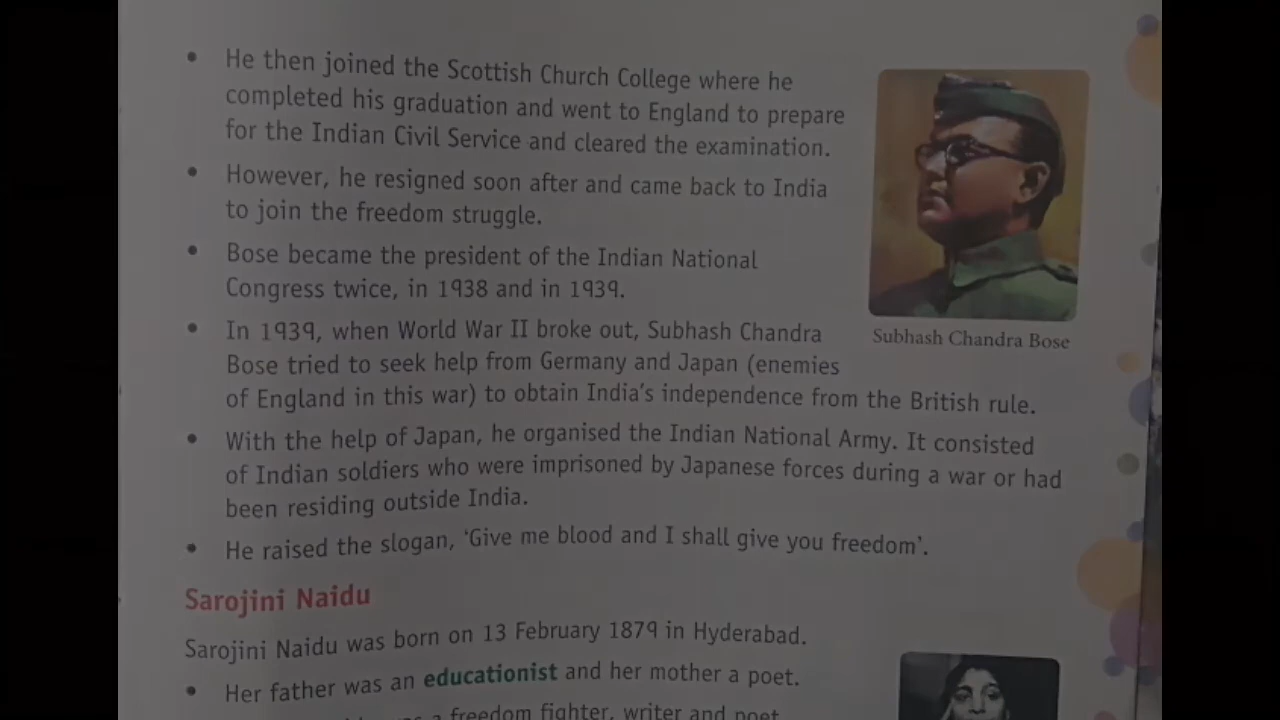 • He then joined the Scottish Church College where he
completed his graduation and went to England to prepare
for the Indian Civil Service and cleared the examination.
• However, he resigned soon after and came back to India
to join the freedom struggle.
• Bose became the president of the Indian National
Congress twice, in 1938 and in 1939.
• In 1939, when World War II broke out, Subhash Chandra
Bose tried to seek help from Germany and Japan (enemies
of England in this war) to obtain India's independence from the British rule.
Subhash Chandra Bose
• With the help of Japan, he organised the Indian National Army. It consisted
of Indian soldiers who were imprisoned by Japanese forces during a war or had
been residing outside India.
• He raised the slogan, 'Give me blood and I shall give you freedom'.
Sarojini Naidu
Sarojini Naidu was born on 13 February 1879 in Hyderabad.
• Her father was an educationist and her mother a poet.
a freedom fighter, writer and poet